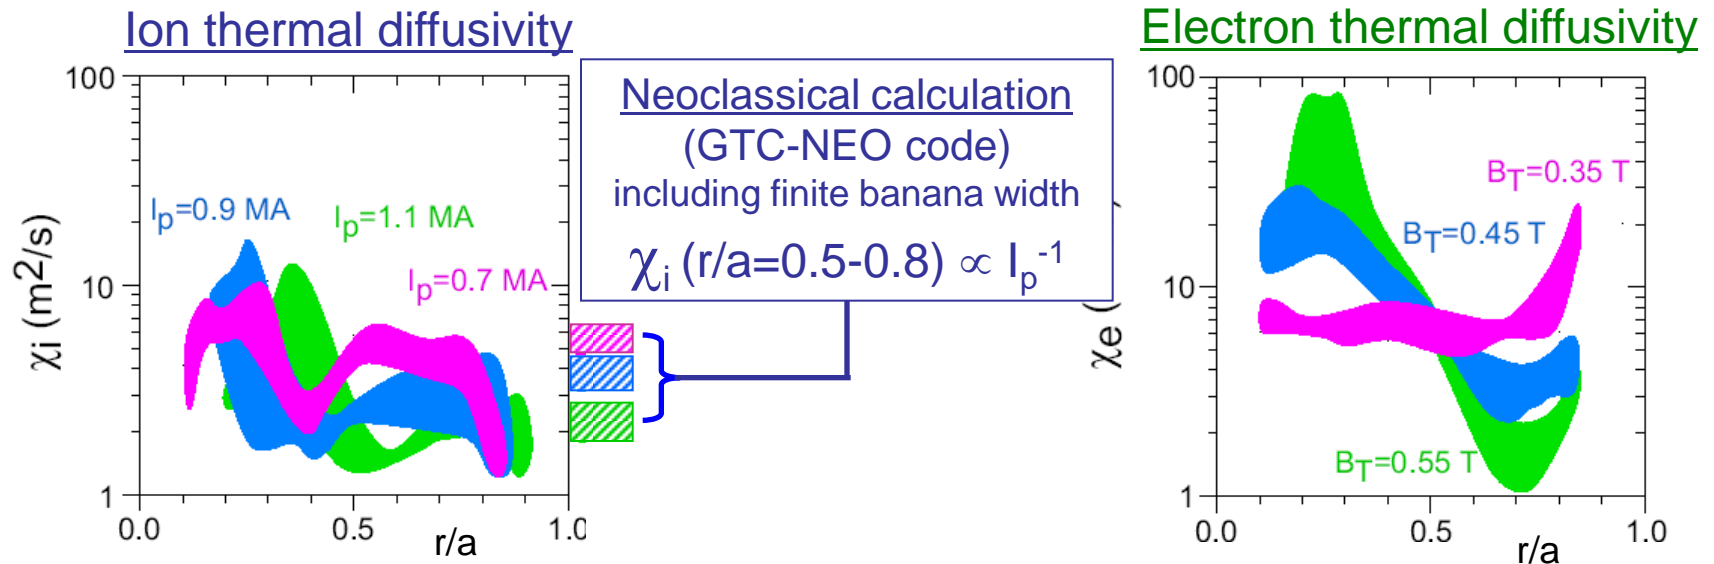 Ion thermal diffusivity
100
10
1
χi (m2/s)
Ip=0.9 MA
Ip=1.1 MA
Ip=0.7 MA
0.0
0.5
1.0
r/a
Neoclassical calculation
(GTC-NEO code)
including finite banana width
χi (r/a=0.5-0.8) ∝ Ip-1
Electron thermal diffusivity
100
10
1
χe (
)
BT=0.35 T
BT=0.45 T
BT=0.55 T
0.0
0.5
1.0
r/a